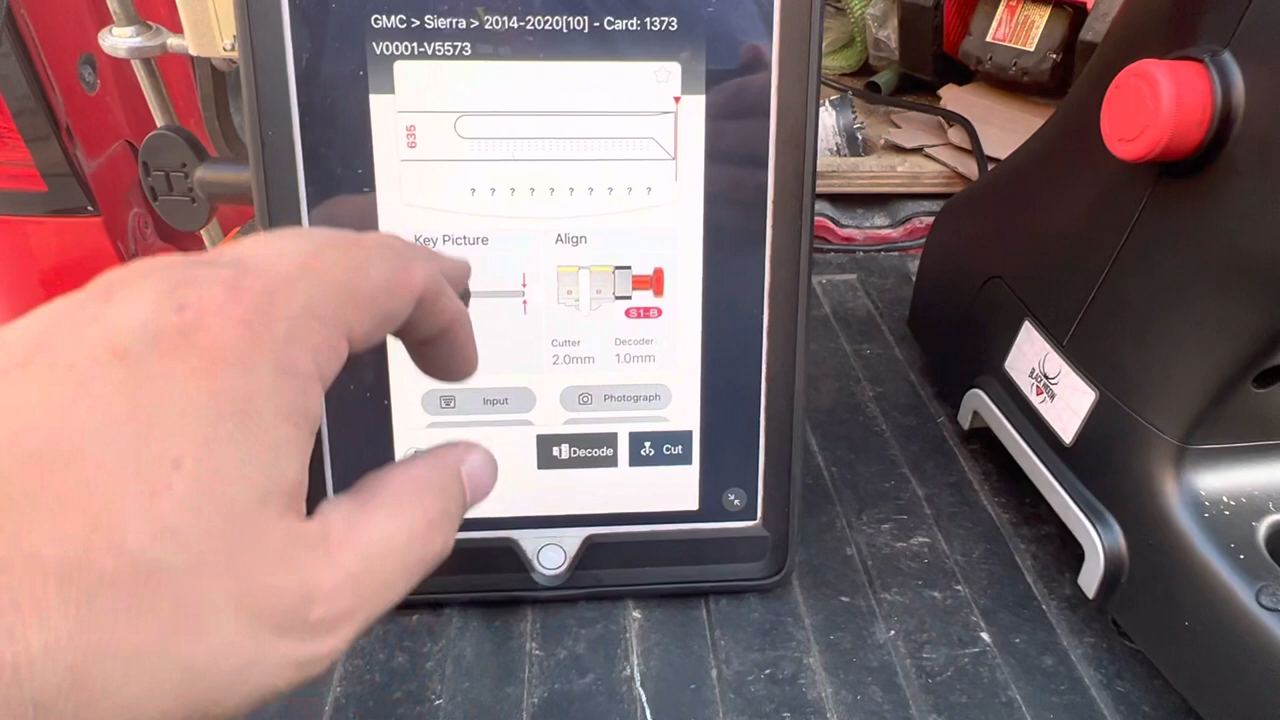 GMC > Sierra > 2014-2020[10] - Card: 1373
V0001-V5573
635
? ? ? ? ? ? ? ? ? ?
Key Picture
Align
S1-B
Cutter
Decoder
2.0mm
1.0mm
Input
Photograph
Decode
Cut